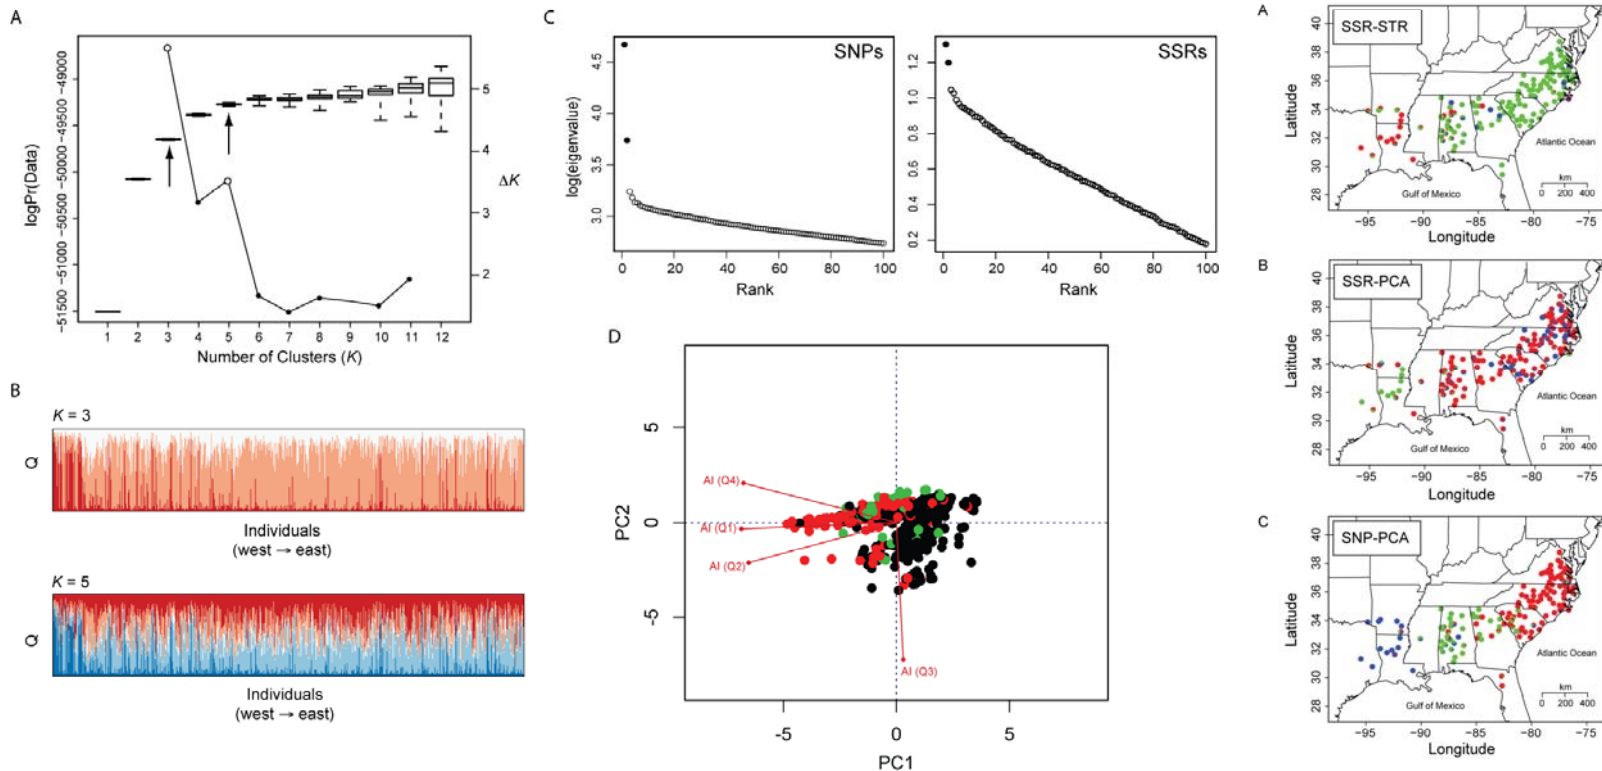 A
logPr(Data)
−49000
−49500
−50000
−50500
−51000
−51500
5
4
3
2
ΔK
1 2 3 4 5 6 7 8 9 10 11 12
Number of Clusters (K)
B
K = 3
Q
Individuals
(west → east)
K = 5
Q
Individuals
(west → east)
C
SNPs
log(eigenvalue)
4.5
4.0
3.5
3.0
0 20 40 60 80 100
Rank
SSRs
1.2
1.0
0.8
0.6
0.4
0.2
0 20 40 60 80 100
Rank
D
PC2
5
0
-5
AI (Q4)
AI (Q1)
AI (Q2)
AI (Q3)
-5 0 5
PC1
A
SSR-STR
Latitude
40
38
36
34
32
30
28
Atlantic Ocean
Gulf of Mexico
km
0 200 400
−95 −90 −85 −80 −75
Longitude
B
SSR-PCA
Latitude
40
38
36
34
32
30
28
Atlantic Ocean
Gulf of Mexico
km
0 200 400
−95 −90 −85 −80 −75
Longitude
C
SNP-PCA
Latitude
40
38
36
34
32
30
28
Atlantic Ocean
Gulf of Mexico
km
0 200 400
−95 −90 −85 −80 −75
Longitude